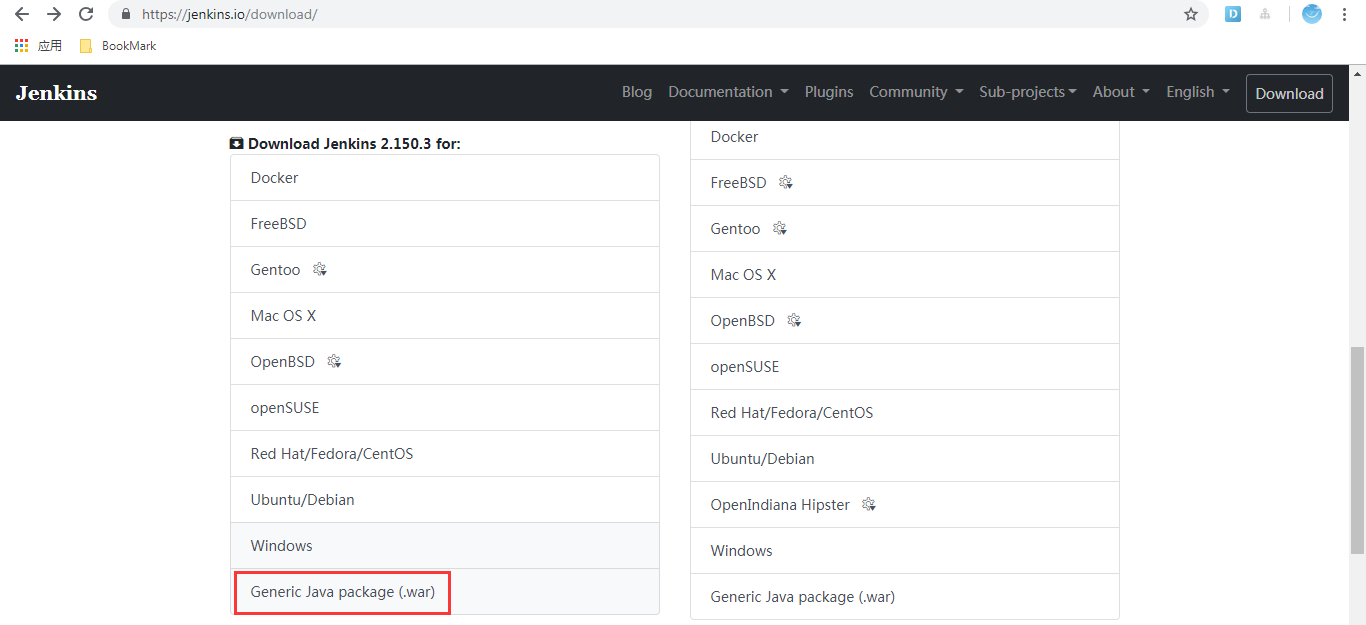 https://jenkins.io/download/
D
应用 BookMark
Jenkins Blog Documentation Plugins Community Sub-projects About English Download
Download Jenkins 2.150.3 for:
Docker
FreeBSD
Gentoo
Mac OS X
OpenBSD
openSUSE
Red Hat/Fedora/CentOS
Ubuntu/Debian
Windows
Generic Java package (.war)
Docker
FreeBSD
Gentoo
Mac OS X
OpenBSD
openSUSE
Red Hat/Fedora/CentOS
Ubuntu/Debian
OpenIndiana Hipster
Windows
Generic Java package (.war)